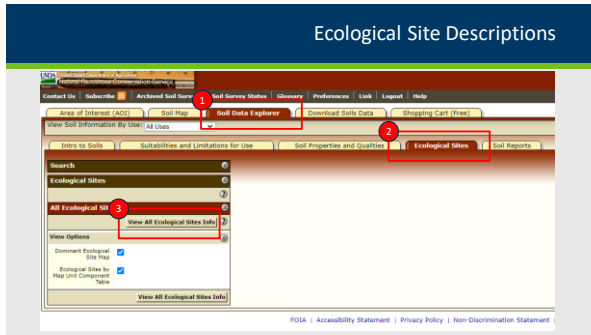 Ecological Site Descriptions
USDA United States Department of Agriculture
Natural Resources Conservation Service
Contact Us | Subscribe | Archived Soil Surveys | Soil Survey Status | Glossary | Preferences | Link | Logout | Help
1
Area of Interest (AOI) Soil Map Soil Data Explorer Download Soils Data Shopping Cart (Free)
View Soil Information By Use: All Uses
2
Intro to Soils Suitabilities and Limitations for Use Soil Properties and Qualities Ecological Sites Soil Reports
Search
Ecological Sites
All Ecological Sit
3
View All Ecological Sites Info
View Options
Dominant Ecological
Site Map
Ecological Sites by
Map Unit Component
Table
View All Ecological Sites Info
FOIA | Accessibility Statement | Privacy Policy | Non-Discrimination Statement |